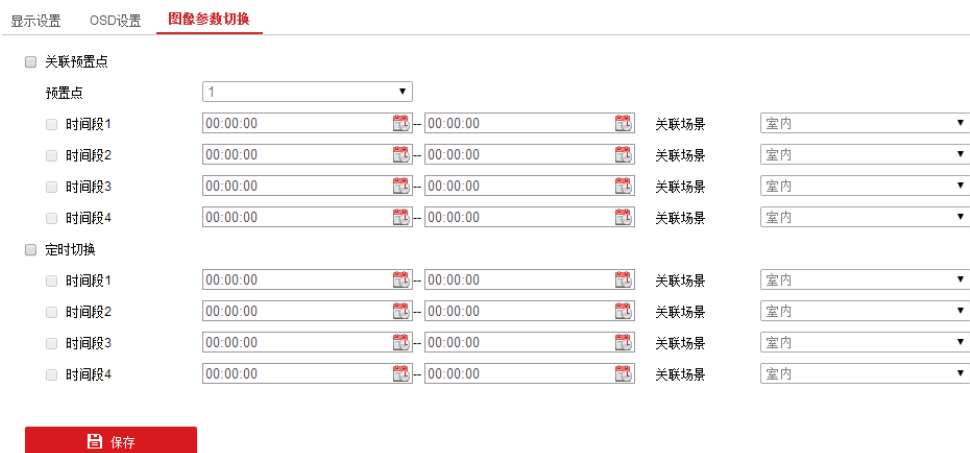 显示设置 OSD设置 图像参数切换
关联预置点
预置点 1
时间段1 00:00:00 -- 00:00:00 关联场景 室内
时间段2 00:00:00 -- 00:00:00 关联场景 室内
时间段3 00:00:00 -- 00:00:00 关联场景 室内
时间段4 00:00:00 -- 00:00:00 关联场景 室内
定时切换
时间段1 00:00:00 -- 00:00:00 关联场景 室内
时间段2 00:00:00 -- 00:00:00 关联场景 室内
时间段3 00:00:00 -- 00:00:00 关联场景 室内
时间段4 00:00:00 -- 00:00:00 关联场景 室内
保存